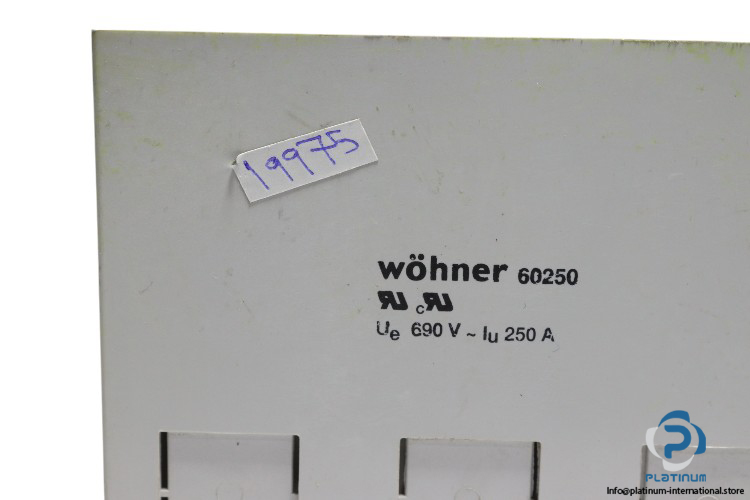 19975
wöhner 60250
Ue 690 V ~ Iu 250 A
PLATINUM
Info@platinum-international.store